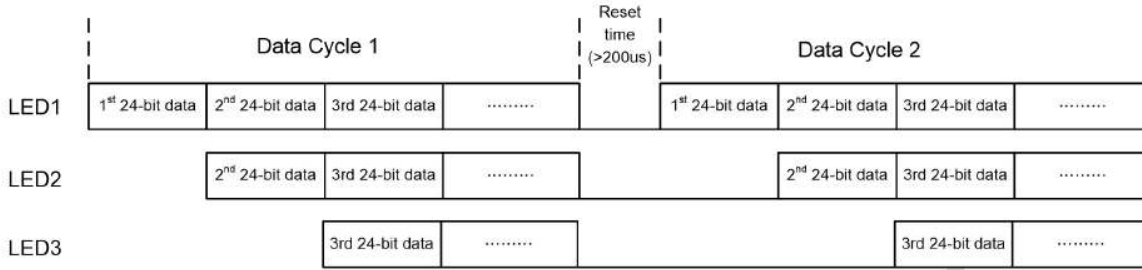 Reset
time
(>200us)
Data Cycle 1
Data Cycle 2
LED1
1st 24-bit data
2nd 24-bit data
3rd 24-bit data
.........
1st 24-bit data
2nd 24-bit data
3rd 24-bit data
.........
LED2
2nd 24-bit data
3rd 24-bit data
.........
2nd 24-bit data
3rd 24-bit data
.........
LED3
3rd 24-bit data
.........
3rd 24-bit data
.........